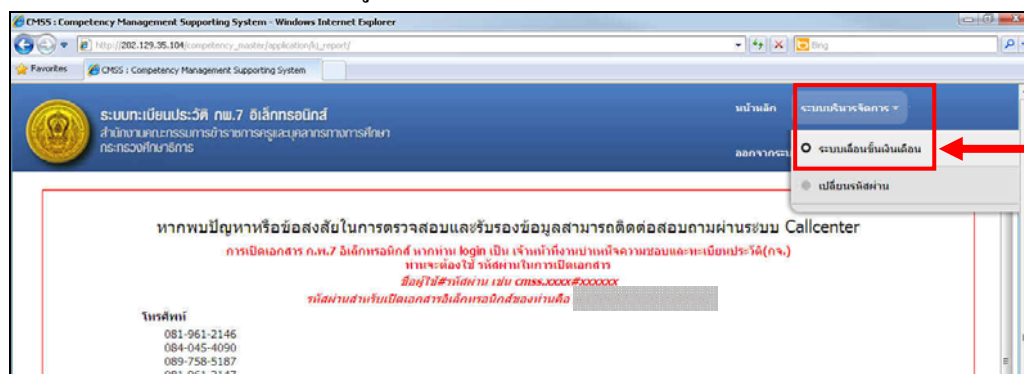 CMSS : Competency Management Supporting System - Windows Internet Explorer
http://202.129.35.104/competency_master/application/kj_report/
Bing
Favorites
CMSS : Competency Management Supporting System
ระบบทะเบียนประวัติ กพ.7 อิเล็กทรอนิกส์
สำนักงานคณะกรรมการข้าราชการครูและบุคลากรทางการศึกษา
กระทรวงศึกษาธิการ
หน้าหลัก
ระบบบริหารจัดการ
ออกจากระบ
ระบบเลื่อนขั้นเงินเดือน
เปลี่ยนรหัสผ่าน
หากพบปัญหาหรือข้อสงสัยในการตรวจสอบและรับรองข้อมูลสามารถติดต่อสอบถามผ่านระบบ Callcenter
การเปิดเอกสาร ก.พ.7 อิเล็กทรอนิกส์ หากท่าน login เป็น เจ้าหน้าที่งานบำเหน็จความชอบและทะเบียนประวัติ(กจ.)
ท่านจะต้องใช้ รหัสผ่านในการเปิดเอกสาร
ชื่อผู้ใช้#รหัสผ่าน เช่น cmss.xxxx#xxxxxx
รหัสผ่านสำหรับเปิดเอกสารอิเล็กทรอนิกส์ของท่านคือ
โทรศัพท์
081-961-2146
084-045-4090
089-758-5187
081-961-2147